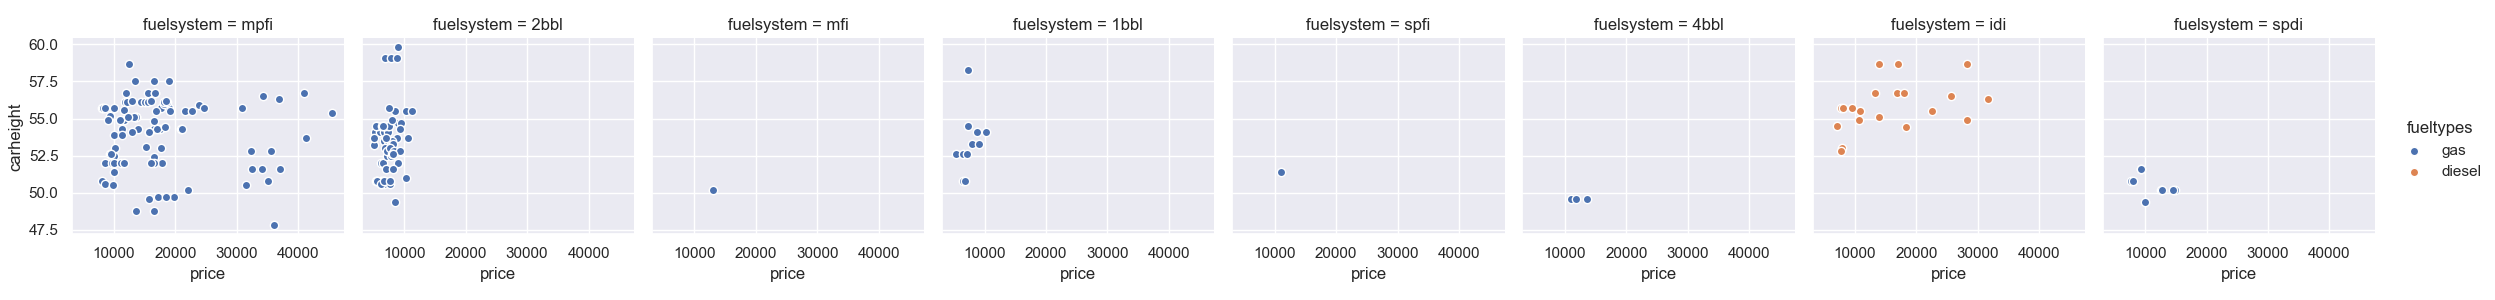 fuelsystem = mpfi
fuelsystem = 2bbl
fuelsystem = mfi
fuelsystem = 1bbl
fuelsystem = spfi
fuelsystem = 4bbl
fuelsystem = idi
fuelsystem = spdi
carheight
60.0
57.5
55.0
52.5
50.0
47.5
10000 20000 30000 40000
10000 20000 30000 40000
10000 20000 30000 40000
10000 20000 30000 40000
10000 20000 30000 40000
10000 20000 30000 40000
10000 20000 30000 40000
10000 20000 30000 40000
price
price
price
price
price
price
price
price
fueltypes
gas
diesel